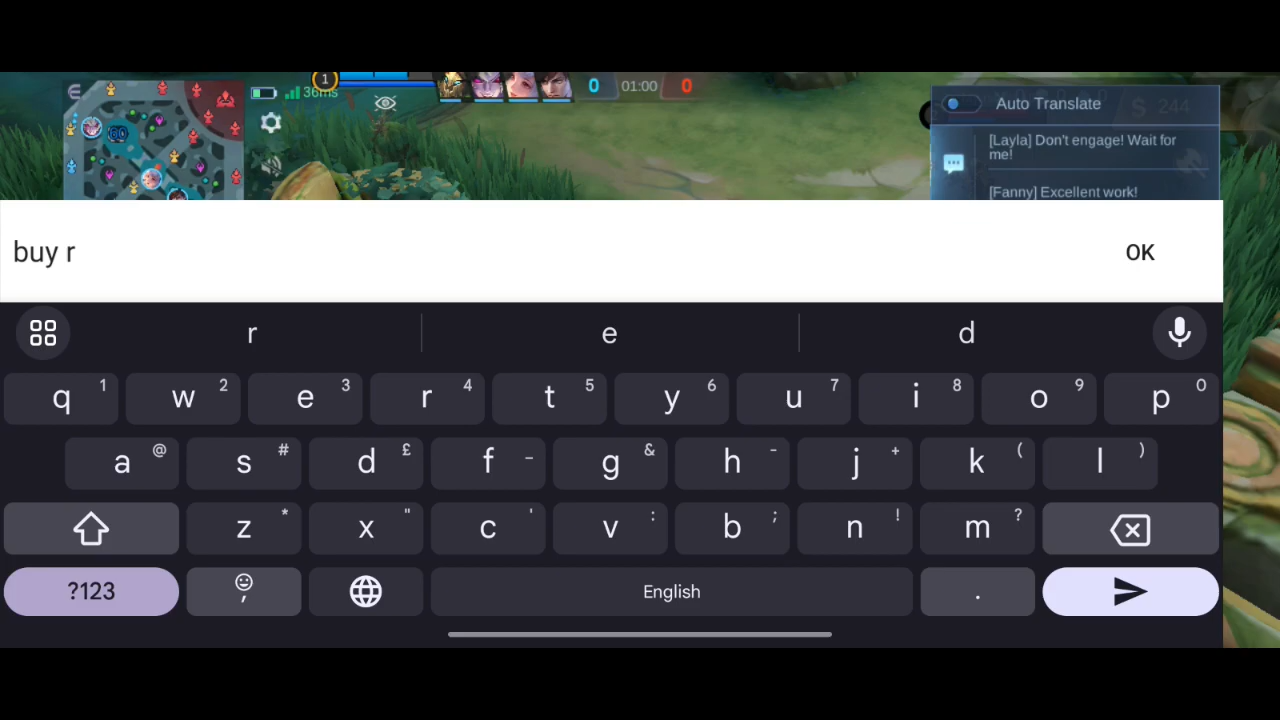 1
36ms
0 01:00 0
Auto Translate
244
[Layla] Don't engage! Wait for
me!
[Fanny] Excellent work!
buy r
OK
r e d
q 1 w 2 e 3 r 4 t 5 y 6 u 7 i 8 o 9 p 0
a @ s # d £ f _ g & h - j + k ( l )
z * x " c ' v : b ; n ! m ?
?123 , English .